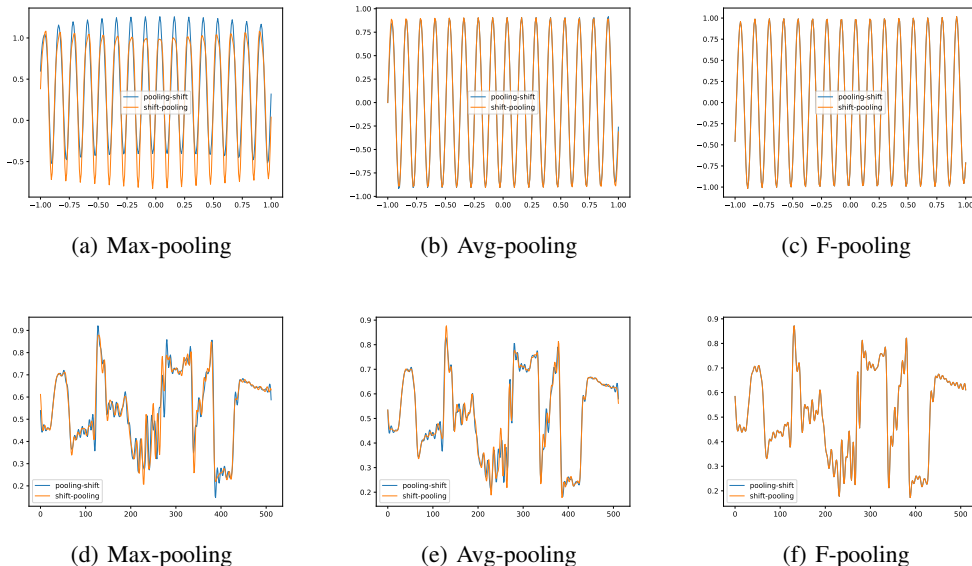 1.0
0.5
0.0
−0.5
−1.00 −0.75 −0.50 −0.25 0.00 0.25 0.50 0.75 1.00
pooling-shift
shift-pooling
(a) Max-pooling
1.00
0.75
0.50
0.25
0.00
−0.25
−0.50
−0.75
−1.00
−1.00 −0.75 −0.50 −0.25 0.00 0.25 0.50 0.75 1.00
pooling-shift
shift-pooling
(b) Avg-pooling
1.00
0.75
0.50
0.25
0.00
−0.25
−0.50
−0.75
−1.00
−1.00 −0.75 −0.50 −0.25 0.00 0.25 0.50 0.75 1.00
pooling-shift
shift-pooling
(c) F-pooling
0.9
0.8
0.7
0.6
0.5
0.4
0.3
0.2
0 100 200 300 400 500
pooling-shift
shift-pooling
(d) Max-pooling
0.9
0.8
0.7
0.6
0.5
0.4
0.3
0.2
0 100 200 300 400 500
pooling-shift
shift-pooling
(e) Avg-pooling
0.9
0.8
0.7
0.6
0.5
0.4
0.3
0.2
0 100 200 300 400 500
pooling-shift
shift-pooling
(f) F-pooling